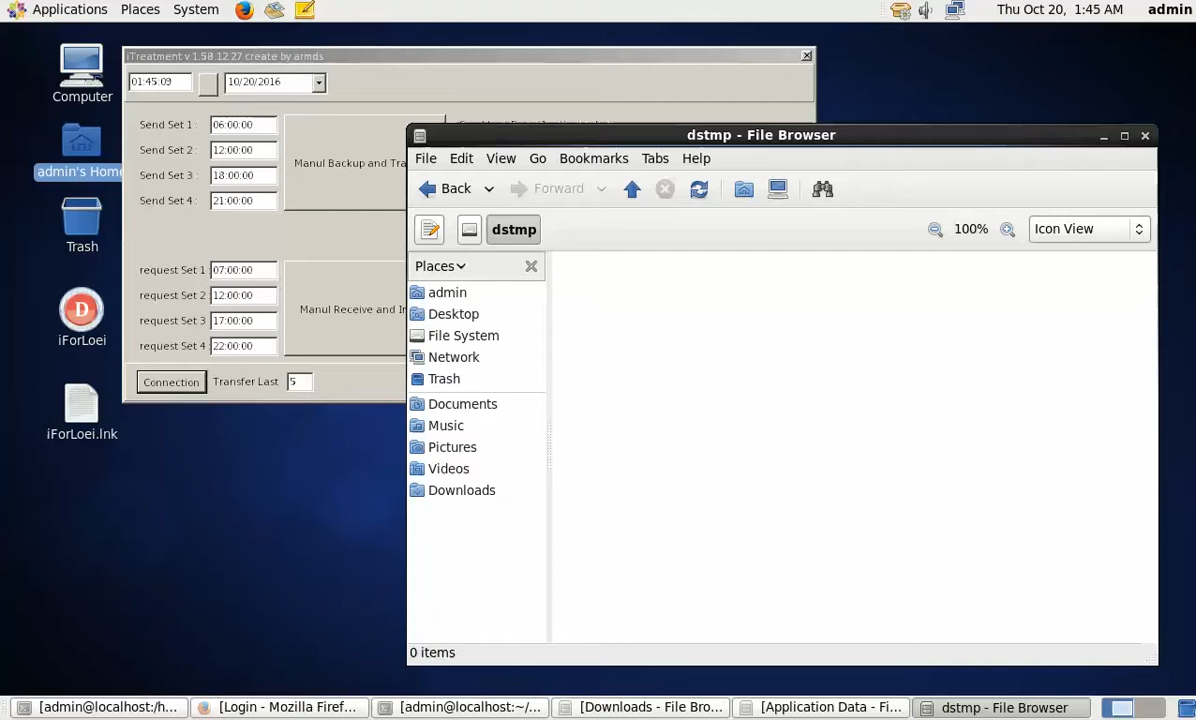 Applications Places System Thu Oct 20, 1:45 AM admin
Computer
admin's Home
Trash
D
iForLoei
iForLoei.lnk
iTreatment v.1.58.12.27 create by armds
01:45:09 10/20/2016
Send Set 1 : 06:00:00
Send Set 2 : 12:00:00
Send Set 3 : 18:00:00
Send Set 4 : 21:00:00
Manul Backup and Tra
request Set 1 : 07:00:00
request Set 2 : 12:00:00
request Set 3 17:00:00
request Set 4 : 22:00:00
Manul Receive and In
Connection Transfer Last 5
dstmp - File Browser
File Edit View Go Bookmarks Tabs Help
Back Forward
dstmp 100% Icon View
Places
admin
Desktop
File System
Network
Trash
Documents
Music
Pictures
Videos
Downloads
0 items
[admin@localhost:/h... [Login - Mozilla Firef... [admin@localhost:~/... [Downloads - File Bro... [Application Data - Fi... dstmp - File Browser